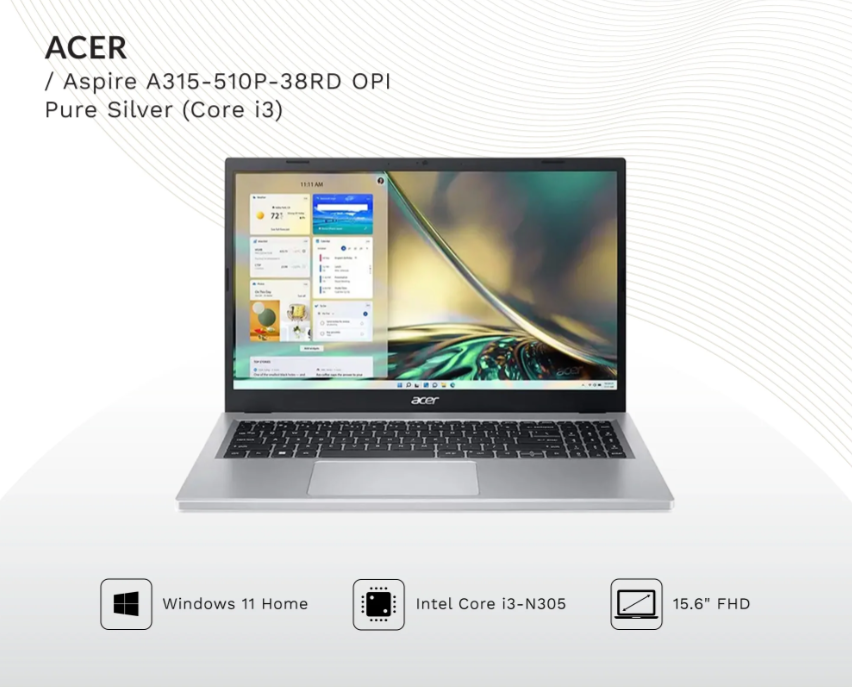 ACER
/ Aspire A315-510P-38RD OPI
Pure Silver (Core i3)
11:11 AM
72°
acer
acer
Windows 11 Home
Intel Core i3-N305
15.6" FHD